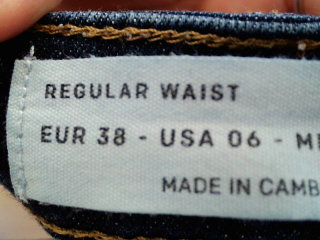 REGULAR WAIST
EUR 38 - USA 06 -
MADE IN